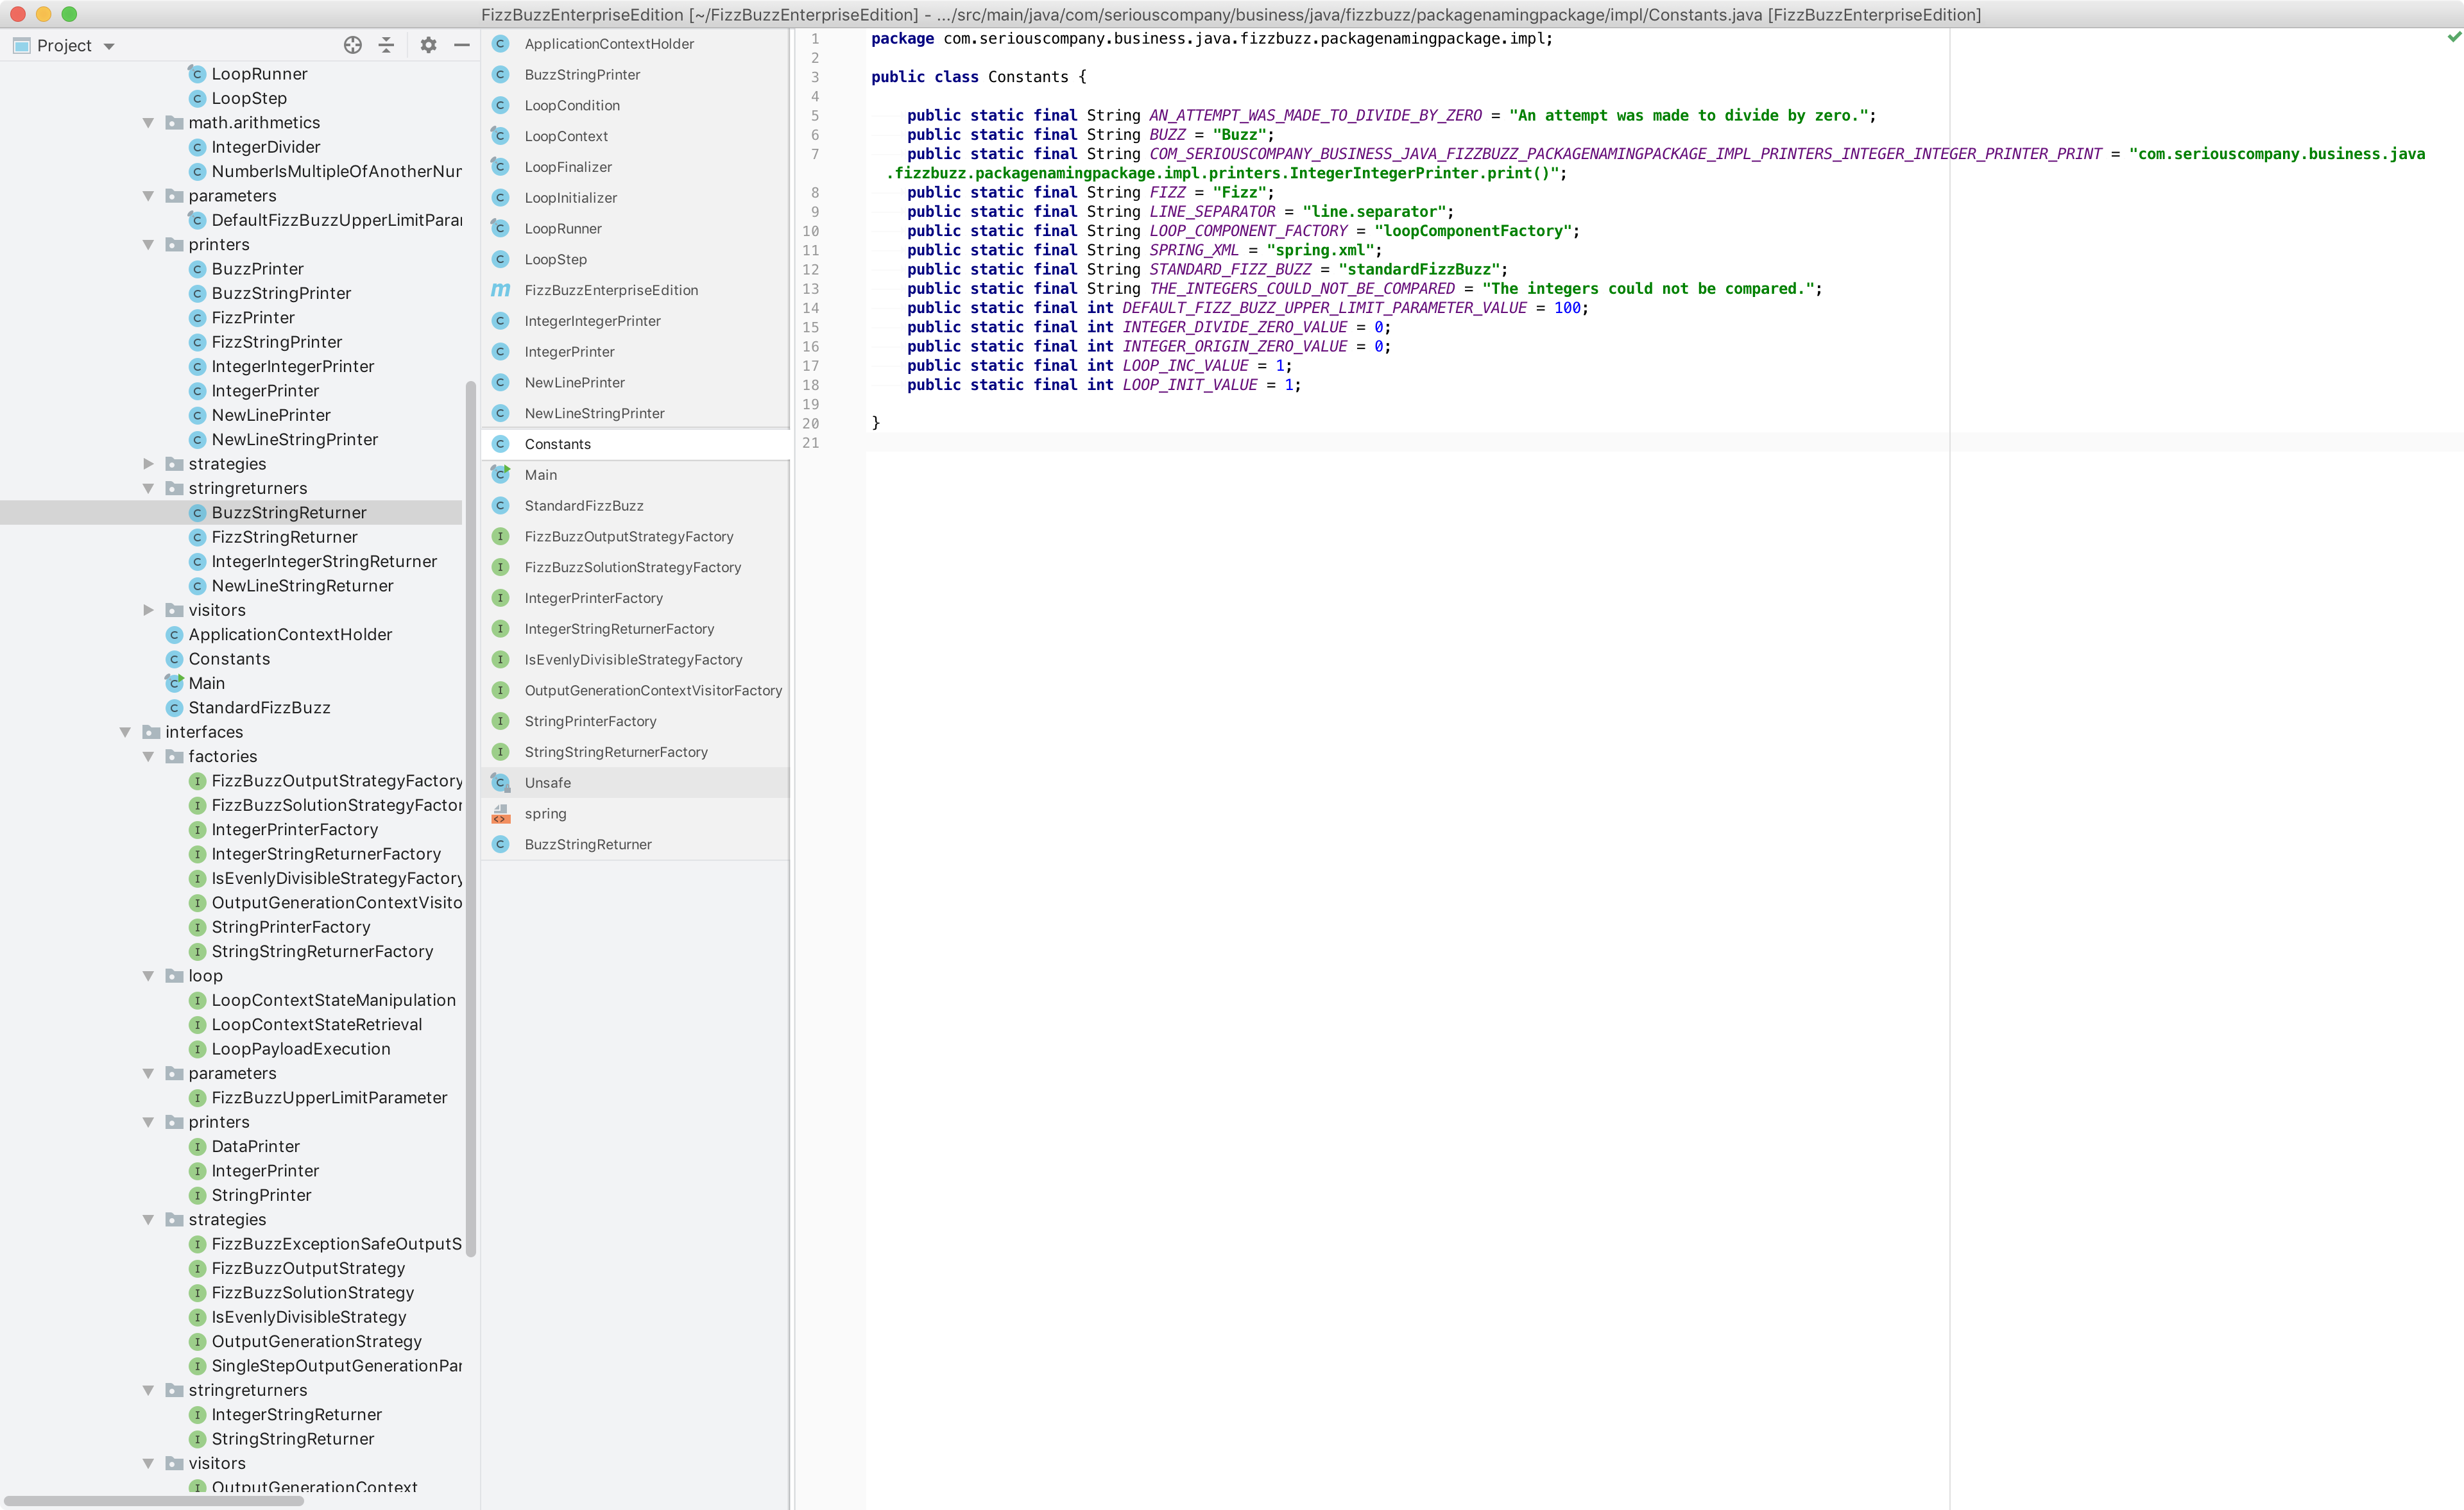 FizzBuzzEnterpriseEdition [~/FizzBuzzEnterpriseEdition] - .../src/main/java/com/seriouscompany/business/java/fizzbuzz/packagenamingpackage/impl/Constants.java [FizzBuzzEnterpriseEdition]
Project
LoopRunner
LoopStep
math.arithmetics
IntegerDivider
NumberIsMultipleOfAnotherNur
parameters
DefaultFizzBuzzUpperLimitParai
printers
BuzzPrinter
BuzzStringPrinter
FizzPrinter
FizzStringPrinter
IntegerIntegerPrinter
IntegerPrinter
NewLinePrinter
NewLineStringPrinter
strategies
stringreturners
BuzzStringReturner
FizzStringReturner
IntegerIntegerStringReturner
NewLineStringReturner
visitors
ApplicationContextHolder
Constants
Main
StandardFizzBuzz
interfaces
factories
FizzBuzzOutputStrategyFactory
FizzBuzzSolutionStrategyFactor
IntegerPrinterFactory
IntegerStringReturnerFactory
IsEvenlyDivisibleStrategyFactory
OutputGenerationContextVisito
StringPrinterFactory
StringStringReturnerFactory
loop
LoopContextStateManipulation
LoopContextStateRetrieval
LoopPayloadExecution
parameters
FizzBuzzUpperLimitParameter
printers
DataPrinter
IntegerPrinter
StringPrinter
strategies
FizzBuzzExceptionSafeOutputS
FizzBuzzOutputStrategy
FizzBuzzSolutionStrategy
IsEvenlyDivisibleStrategy
OutputGenerationStrategy
SingleStepOutputGenerationPar
stringreturners
IntegerStringReturner
StringStringReturner
visitors
OutputGenerationContext
ApplicationContextHolder
BuzzStringPrinter
LoopCondition
LoopContext
LoopFinalizer
LoopInitializer
LoopRunner
LoopStep
FizzBuzzEnterpriseEdition
IntegerIntegerPrinter
IntegerPrinter
NewLinePrinter
NewLineStringPrinter
Constants
Main
StandardFizzBuzz
FizzBuzzOutputStrategyFactory
FizzBuzzSolutionStrategyFactory
IntegerPrinterFactory
IntegerStringReturnerFactory
IsEvenlyDivisibleStrategyFactory
OutputGenerationContextVisitorFactory
StringPrinterFactory
StringStringReturnerFactory
Unsafe
spring
BuzzStringReturner
1 package com.seriouscompany.business.java.fizzbuzz.packagenamingpackage.impl;
2
3 public class Constants {
4
5 public static final String AN_ATTEMPT_WAS_MADE_TO_DIVIDE_BY_ZERO = "An attempt was made to divide by zero.";
6 public static final String BUZZ = "Buzz";
7 public static final String COM_SERIOUSCOMPANY_BUSINESS_JAVA_FIZZBUZZ_PACKAGENAMINGPACKAGE_IMPL_PRINTERS_INTEGER_INTEGER_PRINTER_PRINT = "com.seriouscompany.business.java
.fizzbuzz.packagenamingpackage.impl.printers.IntegerIntegerPrinter.print()";
8 public static final String FIZZ = "Fizz";
9 public static final String LINE_SEPARATOR = "line.separator";
10 public static final String LOOP_COMPONENT_FACTORY = "loopComponentFactory";
11 public static final String SPRING_XML = "spring.xml";
12 public static final String STANDARD_FIZZ_BUZZ = "standardFizzBuzz";
13 public static final String THE_INTEGERS_COULD_NOT_BE_COMPARED = "The integers could not be compared.";
14 public static final int DEFAULT_FIZZ_BUZZ_UPPER_LIMIT_PARAMETER_VALUE = 100;
15 public static final int INTEGER_DIVIDE_ZERO_VALUE = 0;
16 public static final int INTEGER_ORIGIN_ZERO_VALUE = 0;
17 public static final int LOOP_INC_VALUE = 1;
18 public static final int LOOP_INIT_VALUE = 1;
19
20 }
21